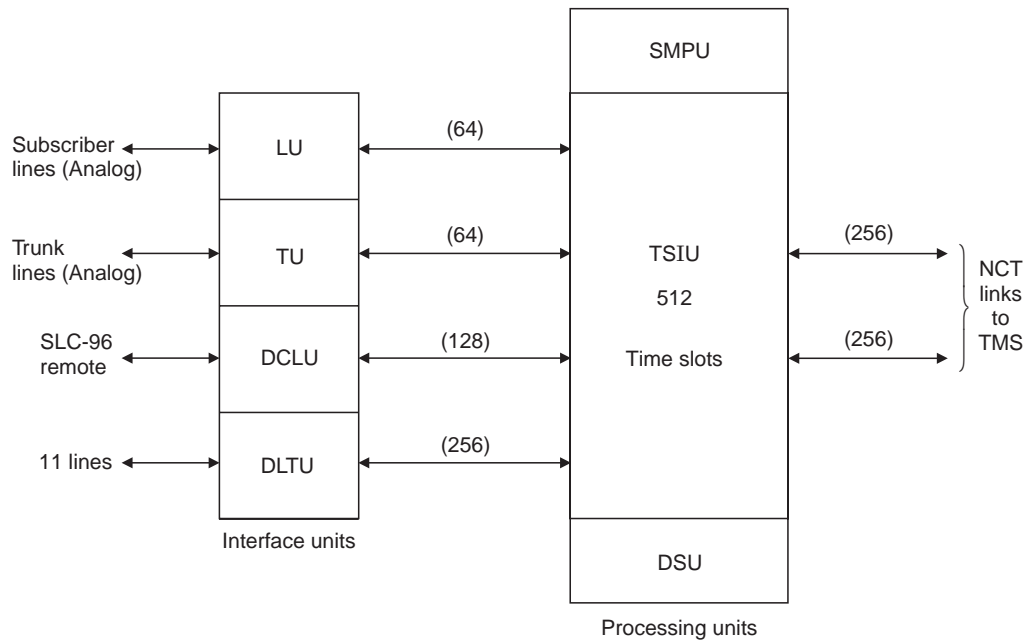 SMPU
Subscriber
lines (Analog)
LU
(64)
Trunk
lines (Analog)
TU
(64)
TSIU
512
Time slots
(256)
(256)
NCT
links
to
TMS
SLC-96
remote
DCLU
(128)
11 lines
DLTU
(256)
Interface units
DSU
Processing units